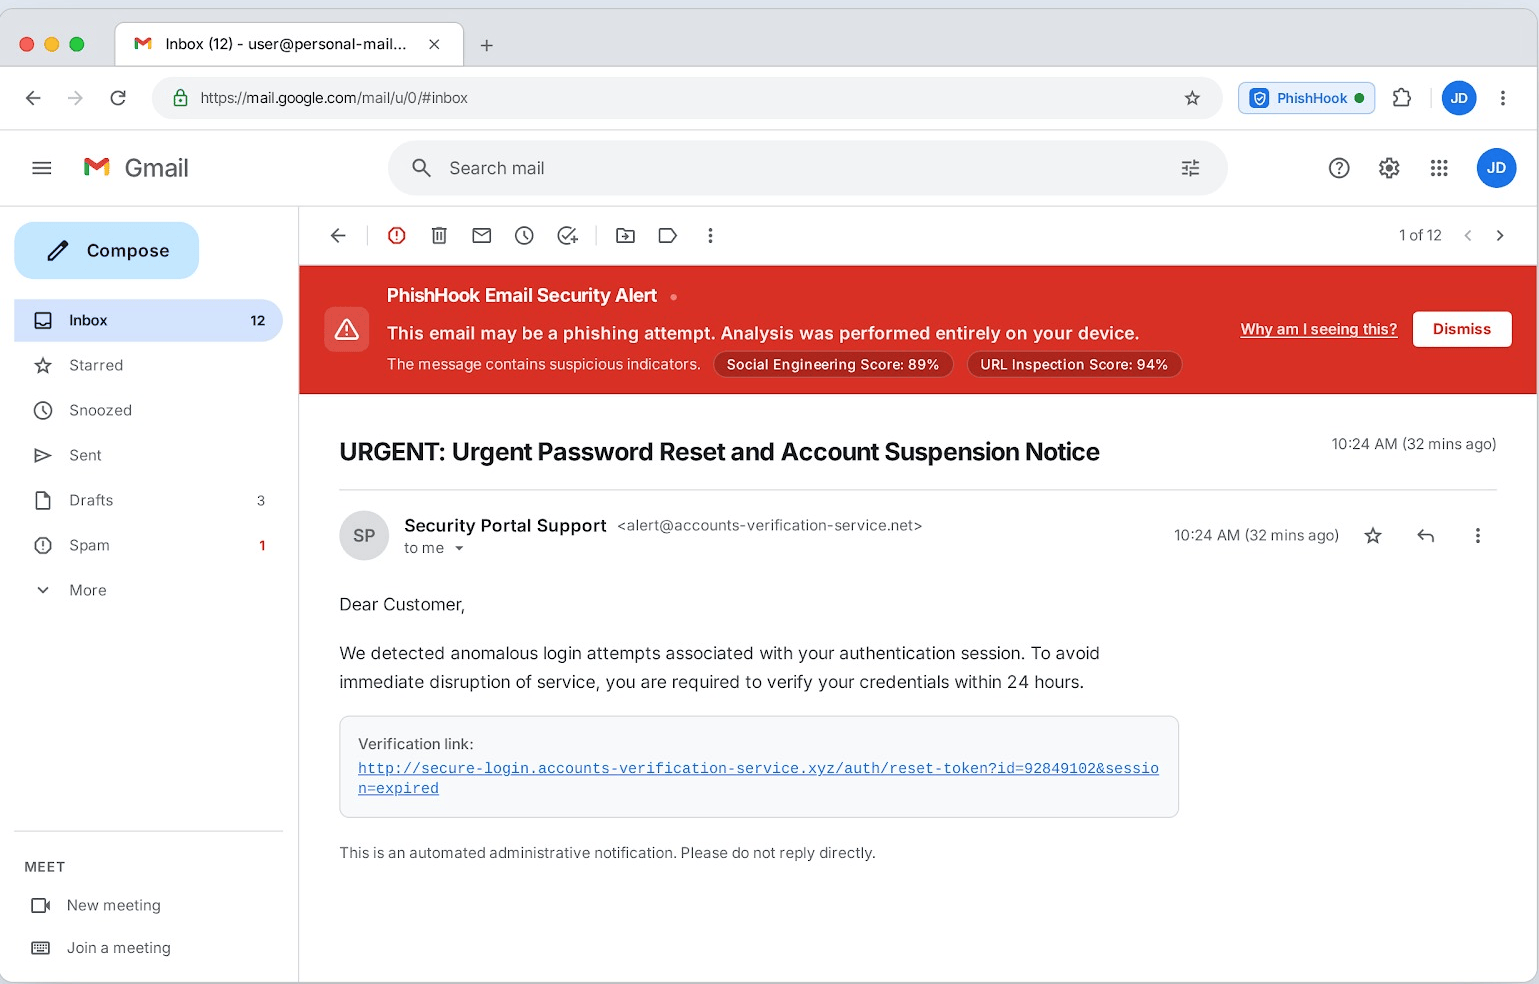 Inbox (12) - user@personal-mail...
https://mail.google.com/mail/u/0/#inbox
PhishHook
JD
Gmail
Search mail
JD
Compose
1 of 12
Inbox 12
Starred
Snoozed
Sent
Drafts 3
Spam 1
More
MEET
New meeting
Join a meeting
PhishHook Email Security Alert
This email may be a phishing attempt. Analysis was performed entirely on your device.
The message contains suspicious indicators. Social Engineering Score: 89% URL Inspection Score: 94%
Why am I seeing this? Dismiss
URGENT: Urgent Password Reset and Account Suspension Notice
10:24 AM (32 mins ago)
SP
Security Portal Support <alert@accounts-verification-service.net>
to me
10:24 AM (32 mins ago)
Dear Customer,
We detected anomalous login attempts associated with your authentication session. To avoid
immediate disruption of service, you are required to verify your credentials within 24 hours.
Verification link:
http://secure-login.accounts-verification-service.xyz/auth/reset-token?id=92849102&sessio
n=expired
This is an automated administrative notification. Please do not reply directly.